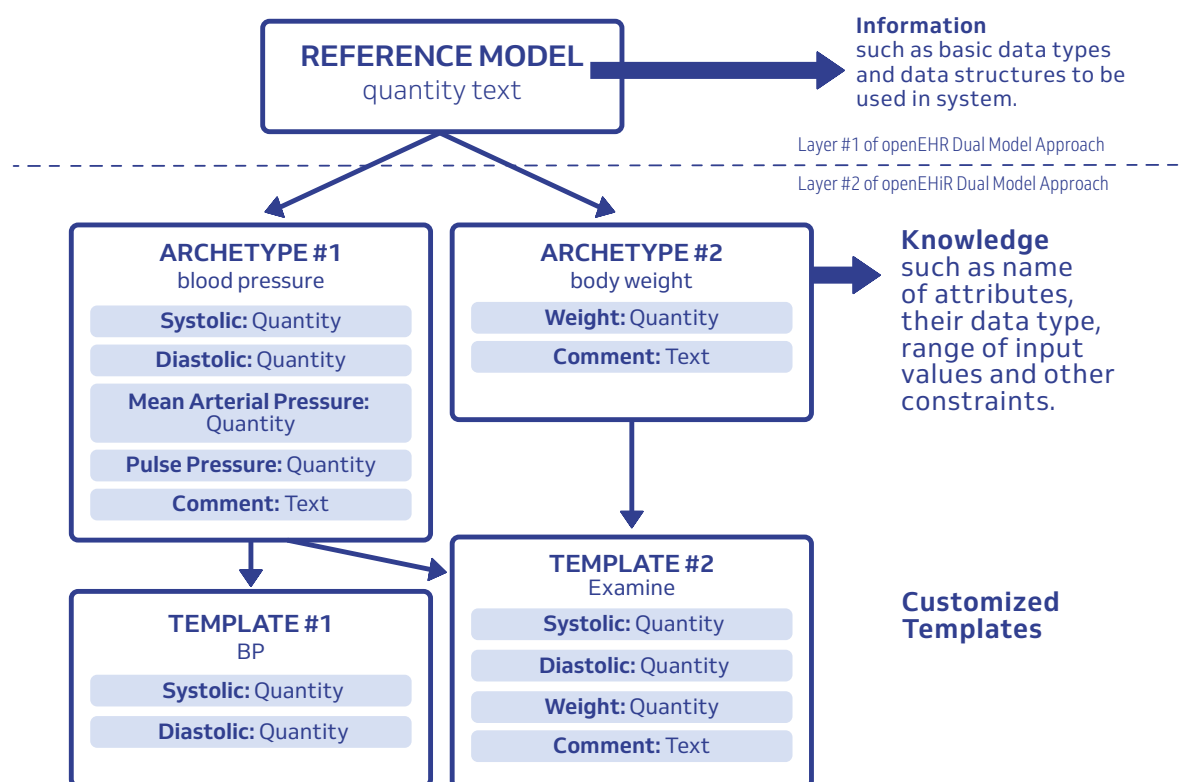 REFERENCE MODEL
quantity text
Information
such as basic data types
and data structures to be
used in system.
Layer #1 of openEHR Dual Model Approach
Layer #2 of openEHiR Dual Model Approach
ARCHETYPE #1
blood pressure
Systolic: Quantity
Diastolic: Quantity
Mean Arterial Pressure:
Quantity
Pulse Pressure: Quantity
Comment: Text
ARCHETYPE #2
body weight
Weight: Quantity
Comment: Text
Knowledge
such as name
of attributes,
their data type,
range of input
values and other
constraints.
TEMPLATE #1
BP
Systolic: Quantity
Diastolic: Quantity
TEMPLATE #2
Examine
Systolic: Quantity
Diastolic: Quantity
Weight: Quantity
Comment: Text
Customized
Templates